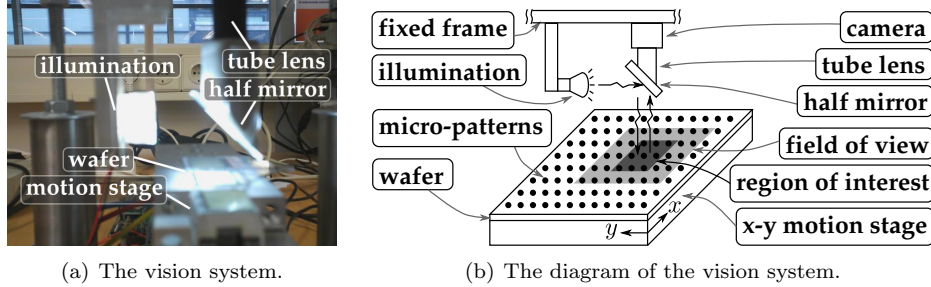 illumination
tube lens
half mirror
wafer
motion stage
(a) The vision system.
fixed frame
illumination
micro-patterns
wafer
camera
tube lens
half mirror
field of view
region of interest
x-y motion stage
x
y
(b) The diagram of the vision system.